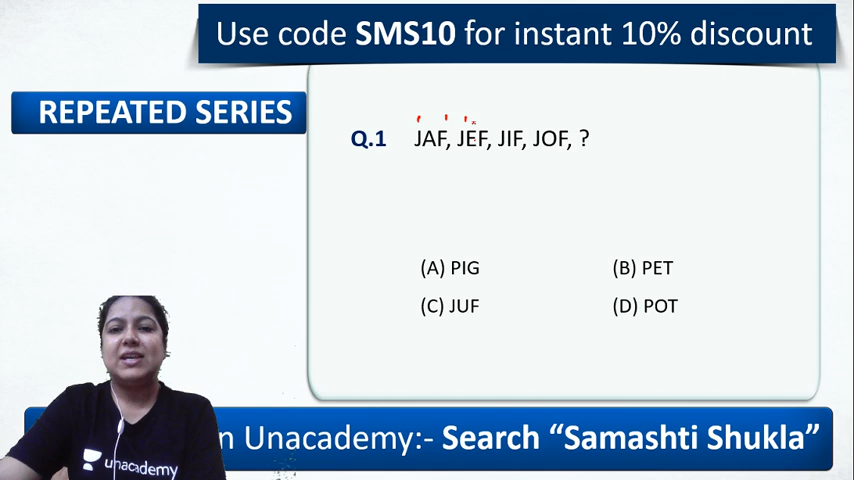 Use code SMS10 for instant 10% discount
REPEATED SERIES
Q.1 JAF, JEF, JIF, JOF, ?
(A) PIG (B) PET
(C) JUF (D) POT
n Unacademy:- Search “Samashti Shukla”
unacademy